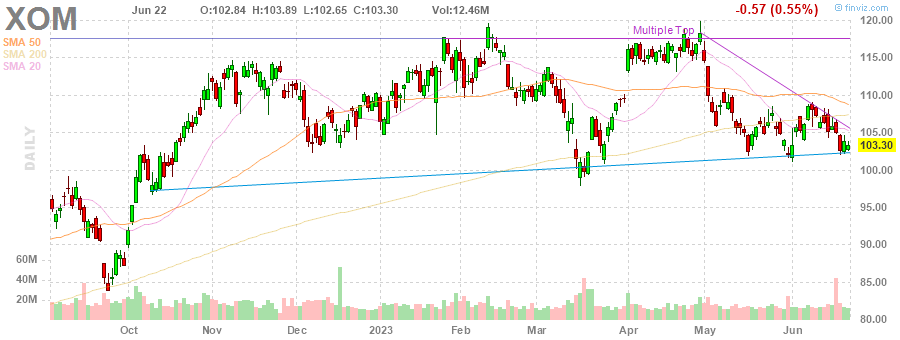 XOM
Jun 22 O:102.84 H:103.89 L:102.65 C:103.30 Vol:12.46M -0.57 (0.55%) © finviz.com
SMA 50
SMA 200
SMA 20
Multiple Top
DAILY
120.00
115.00
110.00
105.00
103.30
100.00
95.00
90.00
85.00
80.00
60M
40M
20M
Oct Nov Dec 2023 Feb Mar Apr May Jun